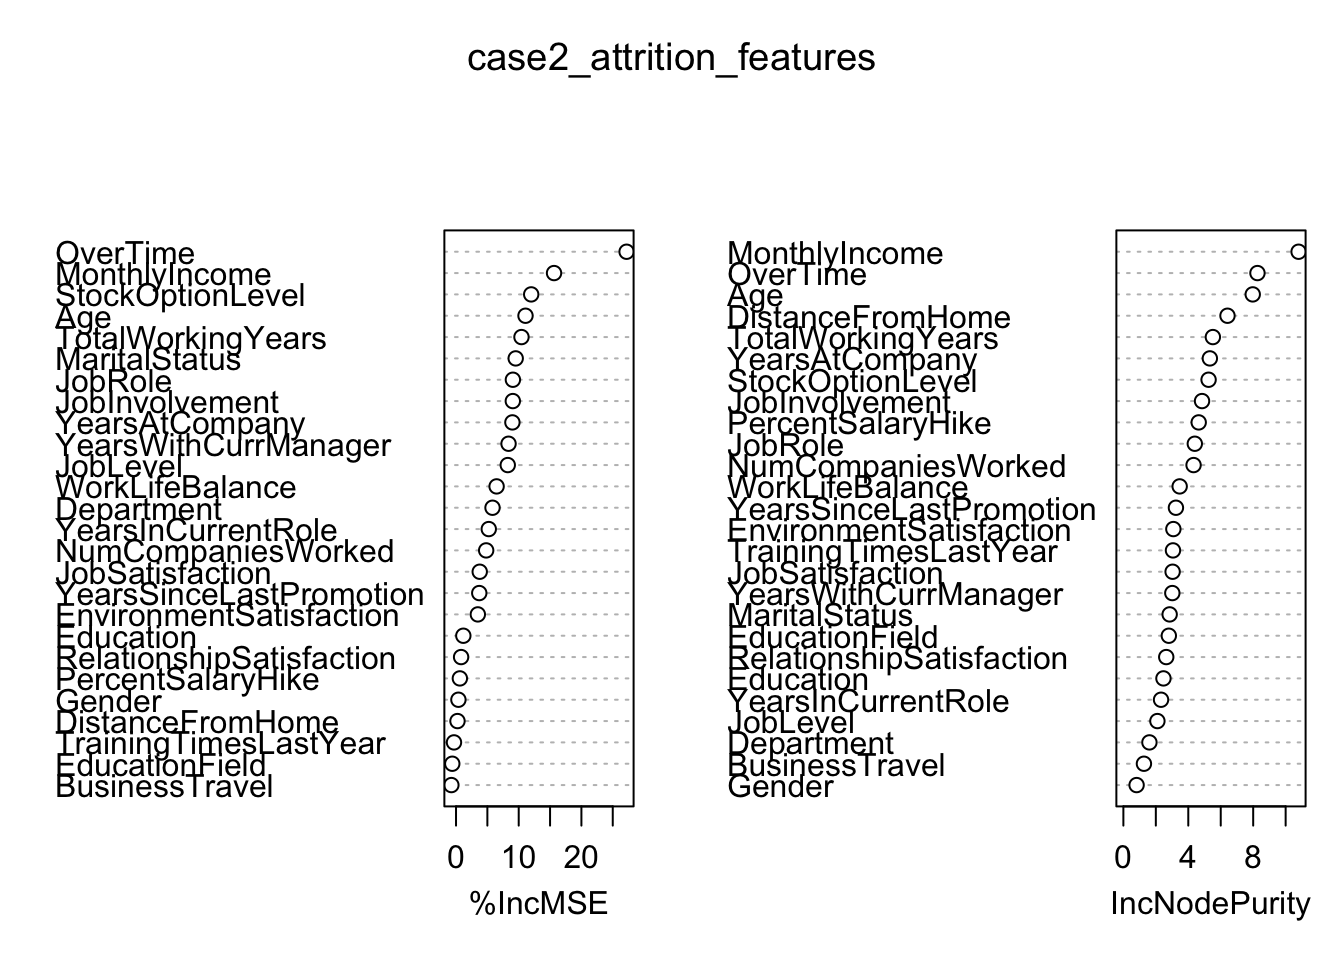 case2_attrition_features
OverTime
MonthlyIncome
StockOptionLevel
Age
TotalWorkingYears
MaritalStatus
JobRole
JobInvolvement
YearsAtCompany
YearsWithCurrManager
JobLevel
WorkLifeBalance
Department
YearsInCurrentRole
NumCompaniesWorked
JobSatisfaction
YearsSinceLastPromotion
EnvironmentSatisfaction
Education
RelationshipSatisfaction
PercentSalaryHike
Gender
DistanceFromHome
TrainingTimesLastYear
EducationField
BusinessTravel
0 10 20
%IncMSE
MonthlyIncome
OverTime
Age
DistanceFromHome
TotalWorkingYears
YearsAtCompany
StockOptionLevel
JobInvolvement
PercentSalaryHike
JobRole
NumCompaniesWorked
WorkLifeBalance
YearsSinceLastPromotion
EnvironmentSatisfaction
TrainingTimesLastYear
JobSatisfaction
YearsWithCurrManager
MaritalStatus
EducationField
RelationshipSatisfaction
Education
YearsInCurrentRole
JobLevel
Department
BusinessTravel
Gender
0 4 8
IncNodePurity